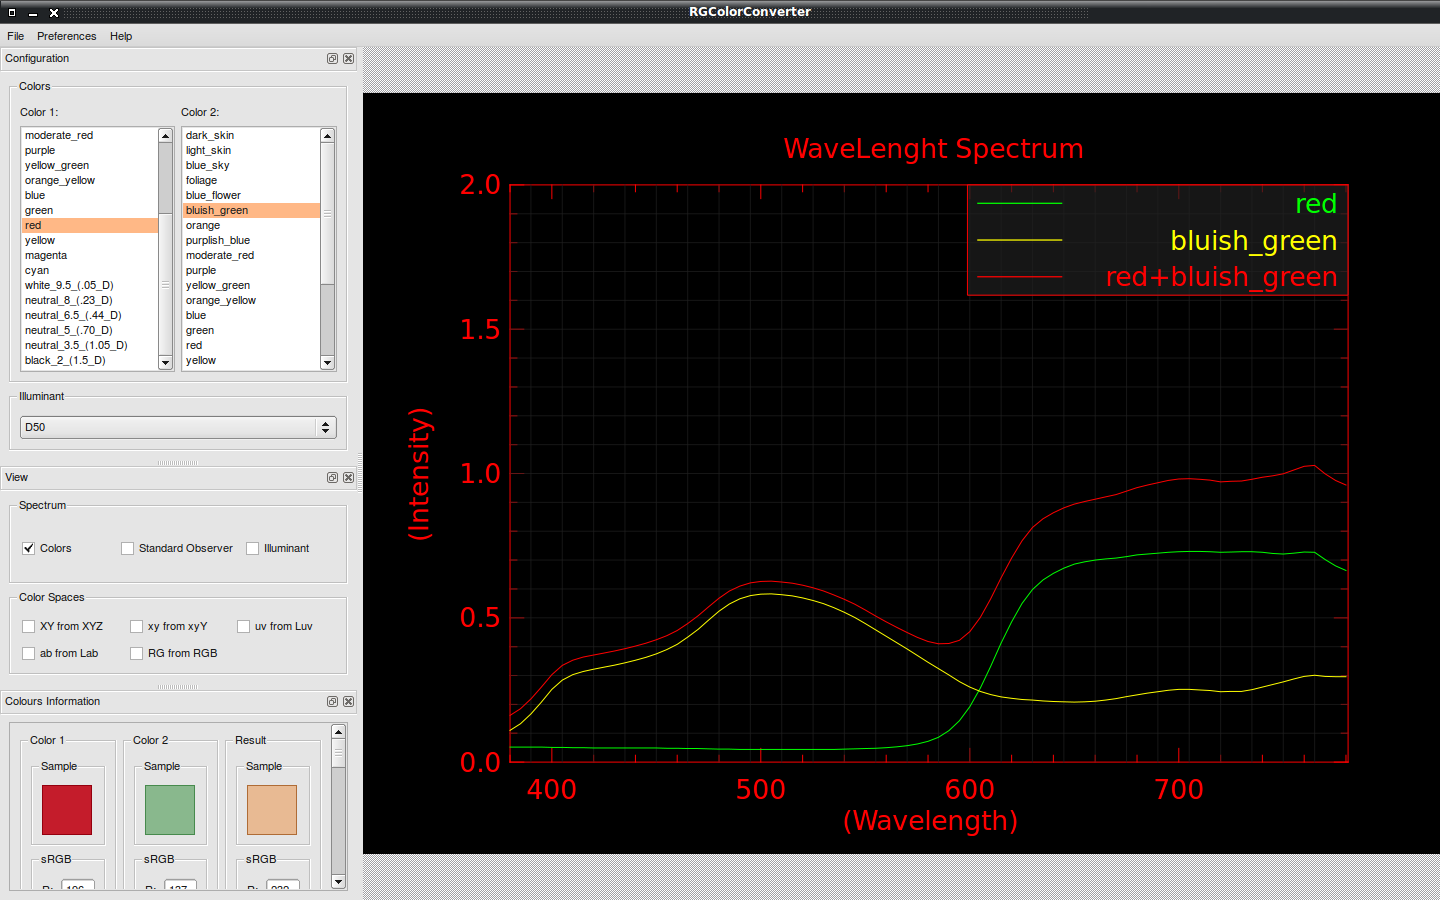 RGColorConverter
File Preferences Help
Configuration
Colors
Color 1: Color 2:
moderate_red
purple
yellow_green
orange_yellow
blue
green
red
yellow
magenta
cyan
white_9.5_(.05_D)
neutral_8_(.23_D)
neutral_6.5_(.44_D)
neutral_5_(.70_D)
neutral_3.5_(1.05_D)
black_2_(1.5_D)
dark_skin
light_skin
blue_sky
foliage
blue_flower
bluish_green
orange
purplish_blue
moderate_red
purple
yellow_green
orange_yellow
blue
green
red
yellow
Illuminant
D50
View
Spectrum
Colors Standard Observer Illuminant
Color Spaces
XY from XYZ xy from xyY uv from Luv
ab from Lab RG from RGB
Colours Information
Color 1 Color 2 Result
Sample Sample Sample
sRGB sRGB sRGB
WaveLenght Spectrum
red
bluish_green
red+bluish_green
(Intensity)
2.0
1.5
1.0
0.5
0.0
400 500 600 700
(Wavelength)